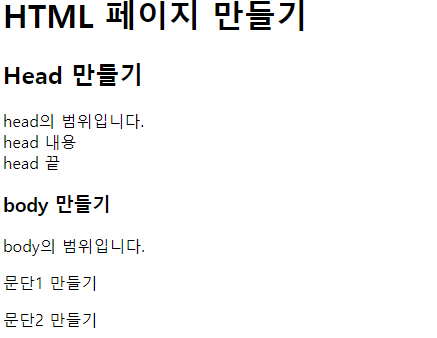 HTML 페이지 만들기
Head 만들기
head의 범위입니다.
head 내용
head 끝
body 만들기
body의 범위입니다.
문단1 만들기
문단2 만들기